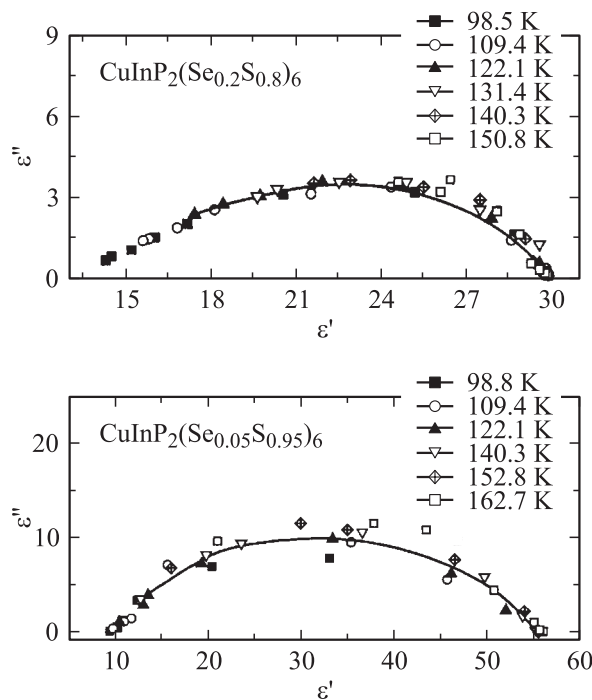 9
6
3
0
ε''
CuInP2(Se0.2S0.8)6
98.5 K
109.4 K
122.1 K
131.4 K
140.3 K
150.8 K
15 18 21 24 27 30
ε'
20
10
0
ε''
CuInP2(Se0.05S0.95)6
98.8 K
109.4 K
122.1 K
140.3 K
152.8 K
162.7 K
10 20 30 40 50 60
ε'